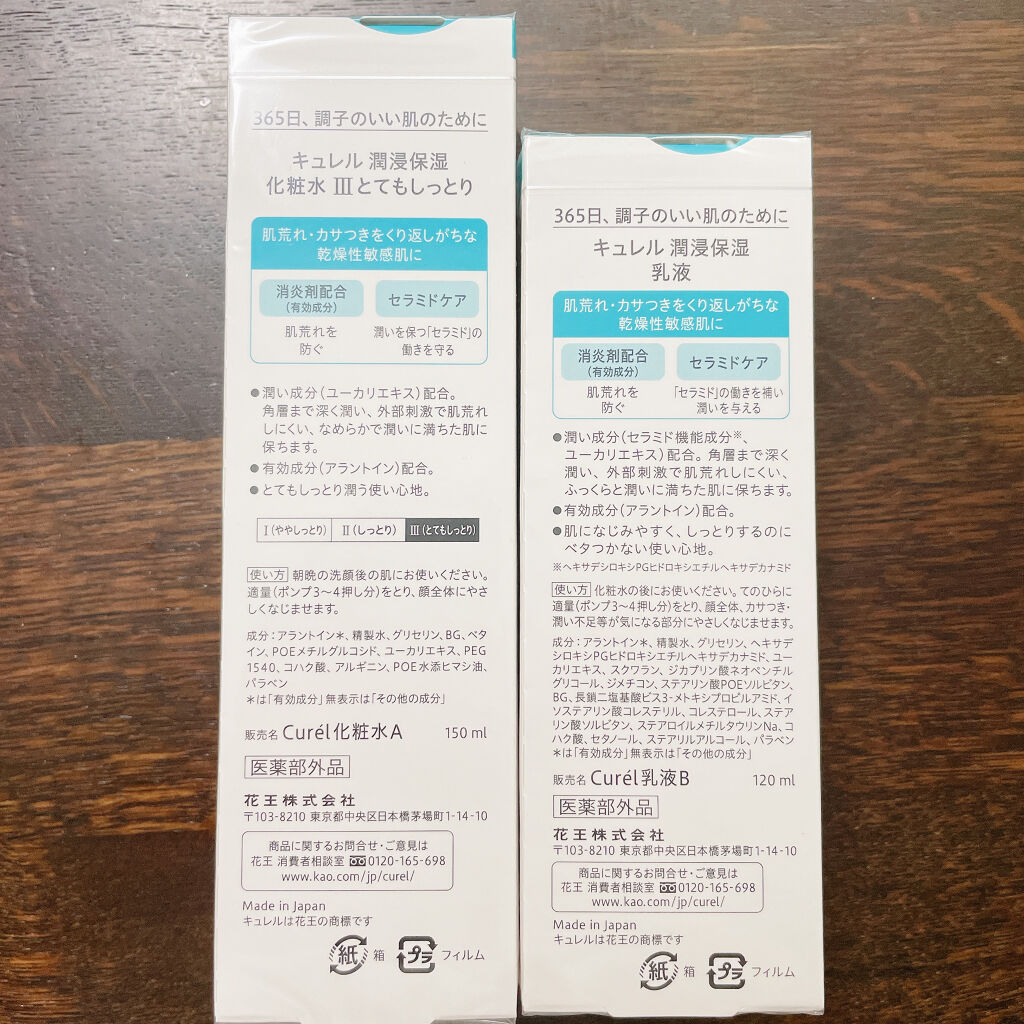 365日、調子のいい肌のために
キュレル 潤浸保湿
化粧水 Ⅲ とてもしっとり
肌荒れ・カサつきをくり返しがちな
乾燥性敏感肌に
消炎剤配合
(有効成分)
肌荒れを
防ぐ
セラミドケア
潤いを保つ「セラミド」の
働きを守る
●潤い成分(ユーカリエキス)配合。
角層まで深く潤い、外部刺激で肌荒れ
しにくい、なめらかで潤いに満ちた肌に
保ちます。
●有効成分(アラントイン)配合。
●とてもしっとり潤う使い心地。
Ⅰ(ややしっとり) Ⅱ(しっとり) Ⅲ(とてもしっとり)
使い方 朝晩の洗顔後の肌にお使いください。
適量(ポンプ3〜4押し分)をとり、顔全体にやさ
しくなじませます。
成分:アラントイン*、精製水、グリセリン、BG、ベタ
イン、POEメチルグルコシド、ユーカリエキス、PEG
1540、コハク酸、アルギニン、POE水添ヒマシ油、
パラベン
*は「有効成分」無表示は「その他の成分」
販売名 Curél 化粧水A 150 ml
医薬部外品
花王株式会社
〒103-8210 東京都中央区日本橋茅場町1-14-10
商品に関するお問合せ・ご意見は
花王 消費者相談室 0120-165-698
www.kao.com/jp/curel/
Made in Japan
キュレルは花王の商標です
紙 箱 プラ フィルム
365日、調子のいい肌のために
キュレル 潤浸保湿
乳液
肌荒れ・カサつきをくり返しがちな
乾燥性敏感肌に
消炎剤配合
(有効成分)
肌荒れを
防ぐ
セラミドケア
「セラミド」の働きを補い
潤いを与える
●潤い成分(セラミド機能成分※、
ユーカリエキス)配合。角層まで深く
潤い、外部刺激で肌荒れしにくい、
ふっくらと潤いに満ちた肌に保ちます。
●有効成分(アラントイン)配合。
●肌になじみやすく、しっとりするのに
ベタつかない使い心地。
※ヘキサデシロキシPGヒドロキシエチルヘキサデカナミド
使い方 化粧水の後にお使いください。てのひらに
適量(ポンプ3〜4押し分)をとり、顔全体、カサつき・
潤い不足等が気になる部分にやさしくなじませます。
成分:アラントイン*、精製水、グリセリン、ヘキサデ
シロキシPGヒドロキシエチルヘキサデカナミド、ユー
カリエキス、スクワラン、ジカプリン酸ネオペンチル
グリコール、ジメチコン、ステアリン酸POEソルビタン、
BG、長鎖二塩基酸ビス3-メトキシプロピルアミド、イ
ソステアリン酸コレステリル、コレステロール、ステア
リン酸ソルビタン、ステアロイルメチルタウリンNa、コ
ハク酸、セタノール、ステアリルアルコール、パラベン
*は「有効成分」無表示は「その他の成分」
販売名 Curél 乳液B 120 ml
医薬部外品
花王株式会社
〒103-8210 東京都中央区日本橋茅場町1-14-10
商品に関するお問合せ・ご意見は
花王 消費者相談室 0120-165-698
www.kao.com/jp/curel/
Made in Japan
キュレルは花王の商標です
紙 箱 プラ フィルム